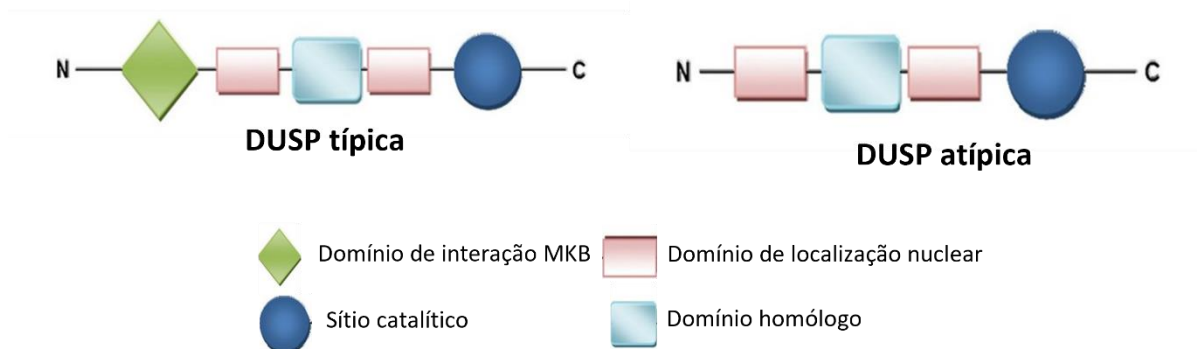 N C N C
DUSP típica
DUSP atípica
Domínio de interação MKB Domínio de localização nuclear
Sítio catalítico Domínio homólogo